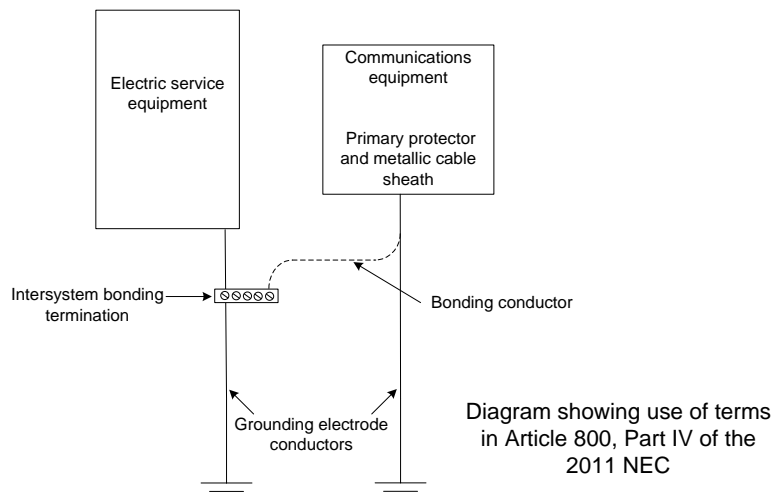 Electric service
equipment
Communications
equipment
Primary protector
and metallic cable
sheath
Intersystem bonding
termination
Bonding conductor
Grounding electrode
conductors
Diagram showing use of terms
in Article 800, Part IV of the
2011 NEC